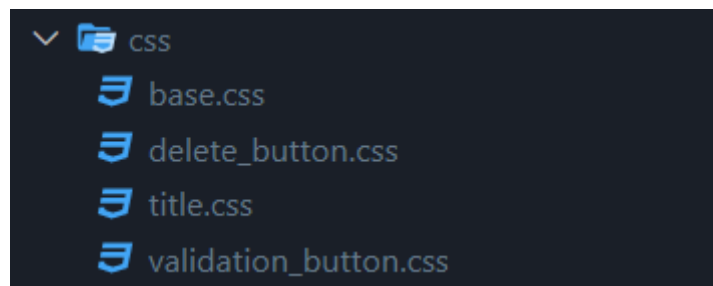 css
base.css
delete_button.css
title.css
validation_button.css